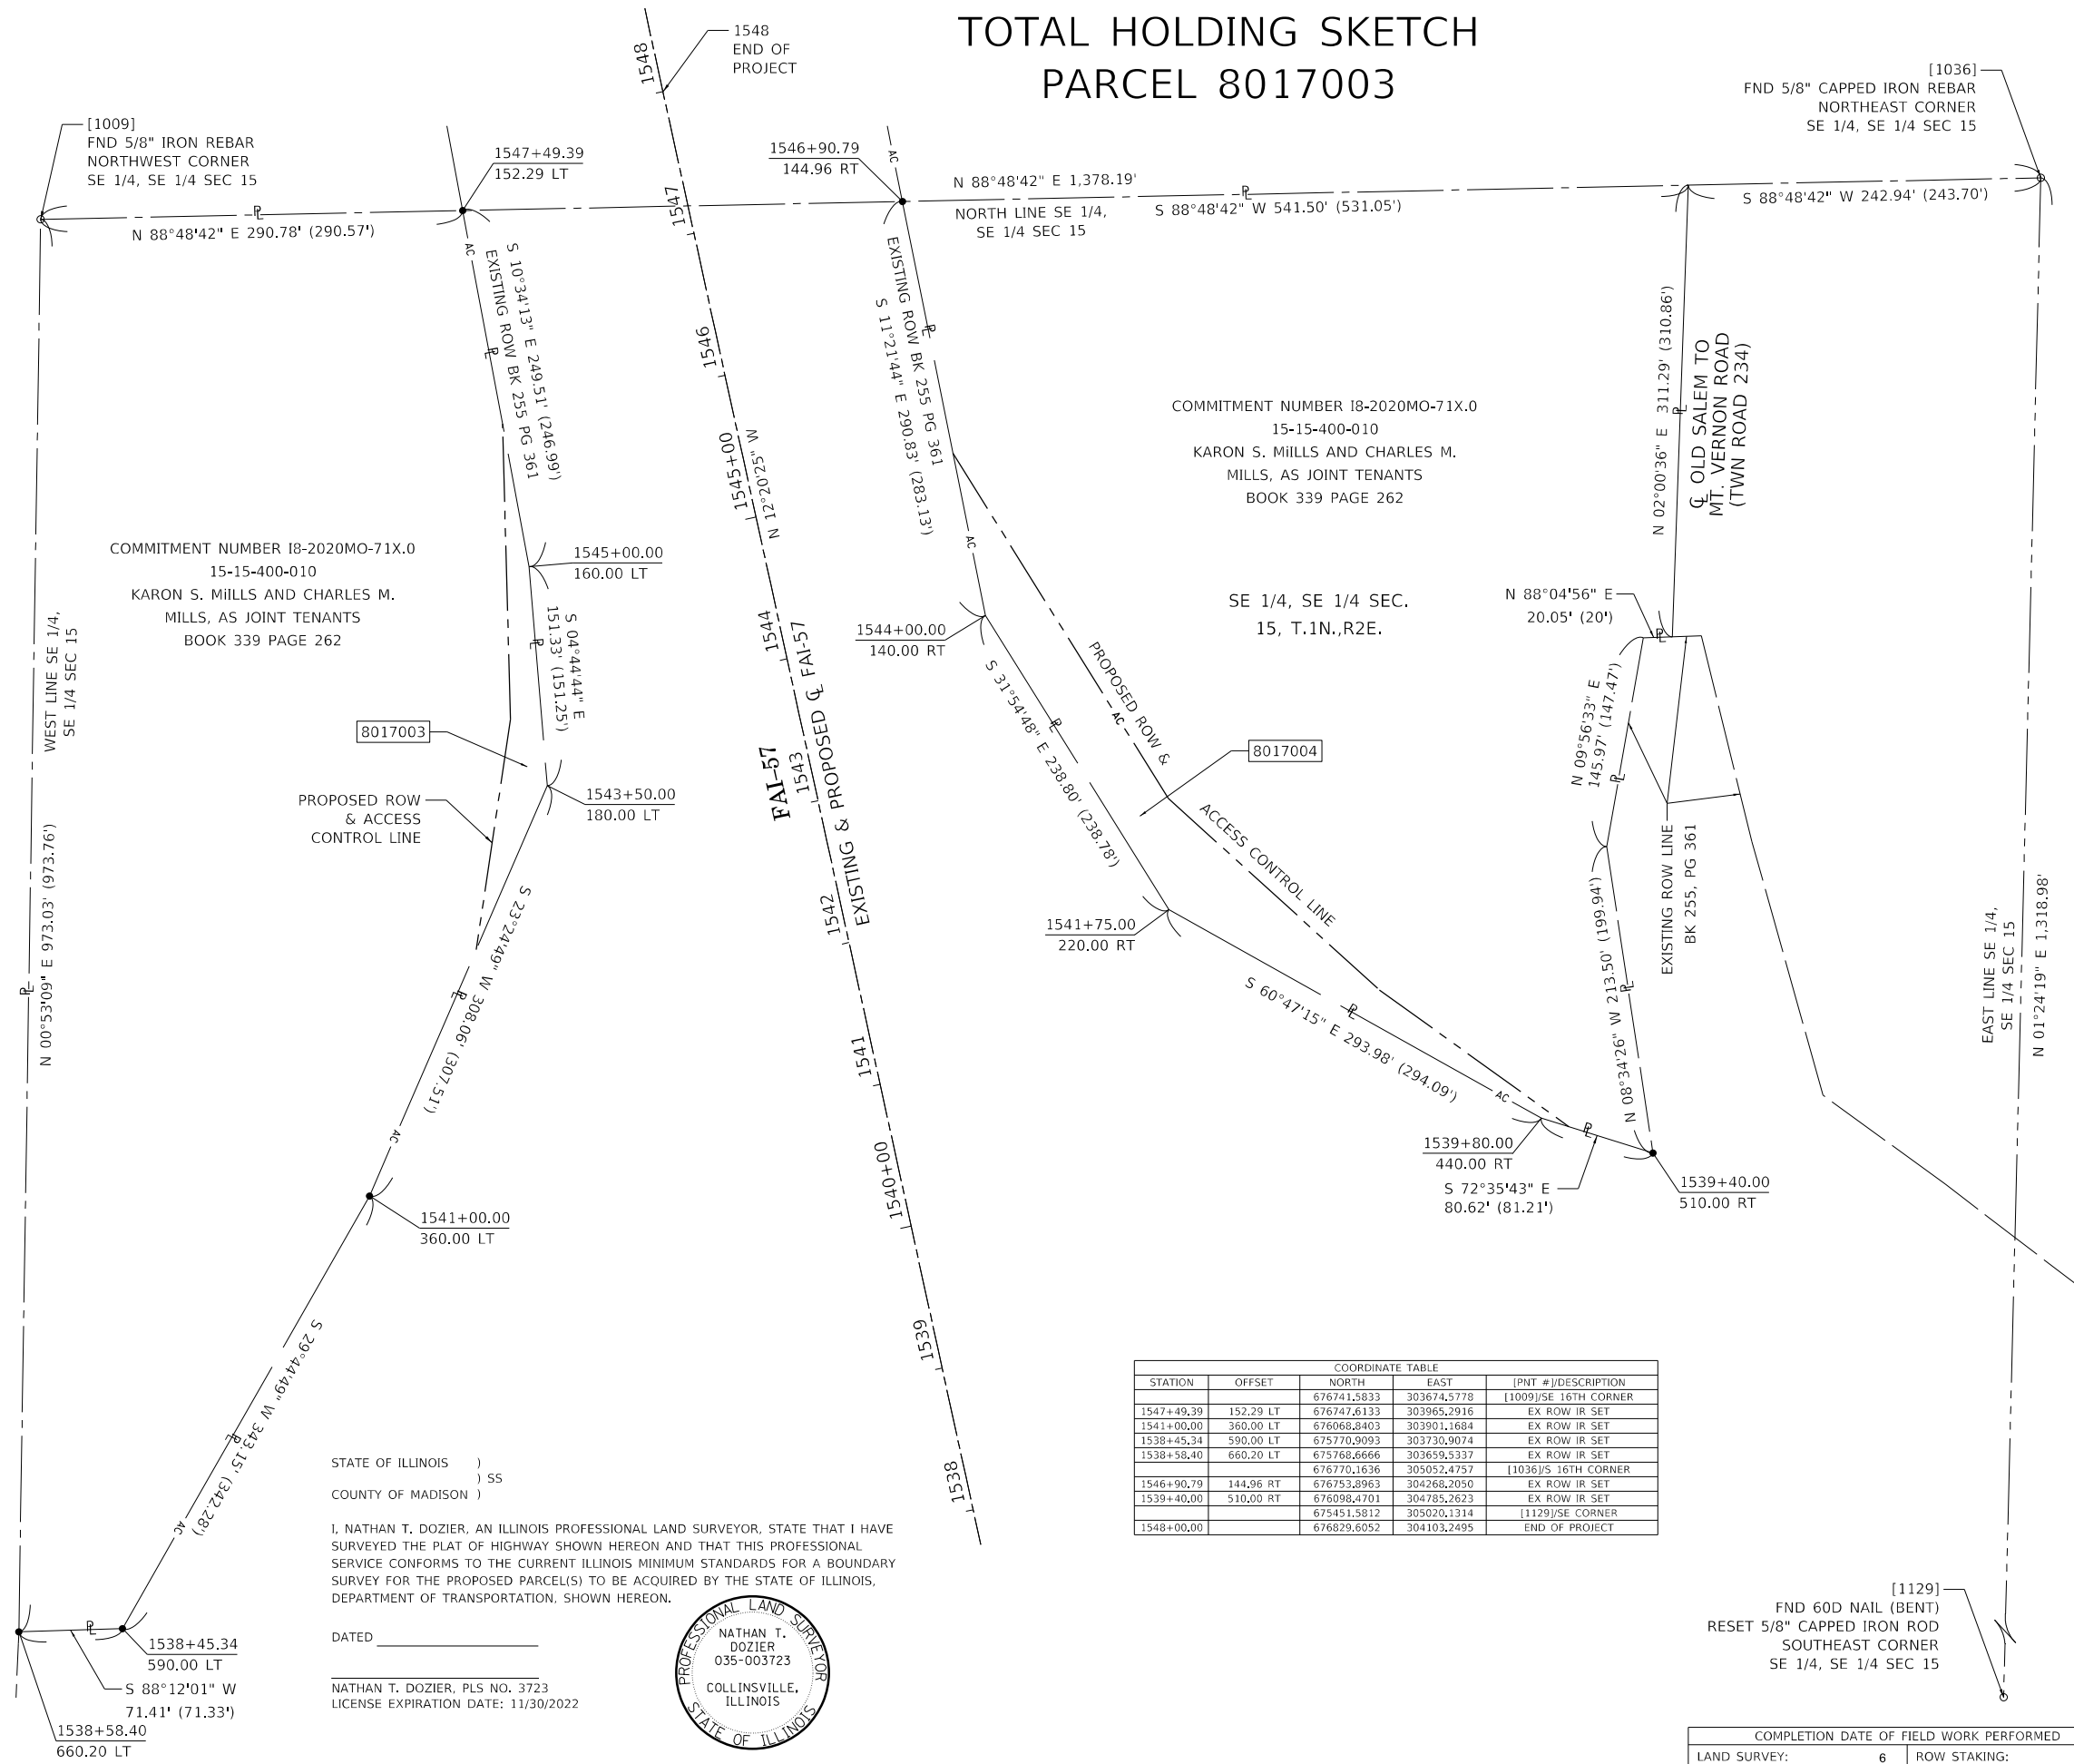 TOTAL HOLDING SKETCH
PARCEL 8017003
1548
END OF
PROJECT
[1036]
FND 5/8" CAPPED IRON REBAR
NORTHEAST CORNER
SE 1/4, SE 1/4 SEC 15
[1009]
FND 5/8" IRON REBAR
NORTHWEST CORNER
SE 1/4, SE 1/4 SEC 15
1547+49.39
152.29 LT
1546+90.79
144.96 RT
N 88°48'42" E 1,378.19'
NORTH LINE SE 1/4,
SE 1/4 SEC 15
S 88°48'42" W 541.50' (531.05')
S 88°48'42" W 242.94' (243.70')
N 88°48'42" E 290.78' (290.57')
PL
PL
AC
AC
1548
1547
1546
1545+00
1544
1543
1542
1541
1540+00
1539
1538
N 12°20'25" W
FAI-57
EXISTING & PROPOSED CL FAI-57
S 10°34'13" E 249.51' (246.99')
EXISTING ROW BK 255 PG 361
PL
EXISTING ROW BK 255 PG 361
S 11°21'44" E 290.83' (283.13')
PL
AC
AC
COMMITMENT NUMBER I8-2020MO-71X.0
15-15-400-010
KARON S. MiILLS AND CHARLES M.
MILLS, AS JOINT TENANTS
BOOK 339 PAGE 262
N 02°00'36" E 311.29' (310.86')
PL
CL OLD SALEM TO
MT. VERNON ROAD
(TWN ROAD 234)
COMMITMENT NUMBER I8-2020MO-71X.0
15-15-400-010
KARON S. MiILLS AND CHARLES M.
MILLS, AS JOINT TENANTS
BOOK 339 PAGE 262
1545+00.00
160.00 LT
S 04°44'44" E
151.33' (151.25')
PL
WEST LINE SE 1/4,
SE 1/4 SEC 15
N 00°53'09" E 973.03' (973.76')
PL
SE 1/4, SE 1/4 SEC.
15, T.1N.,R2E.
N 88°04'56" E
20.05' (20')
PL
1544+00.00
140.00 RT
S 31°54'48" E 238.80' (238.78')
PL
PROPOSED ROW &
AC
ACCESS CONTROL LINE
8017003
8017004
PROPOSED ROW
& ACCESS
CONTROL LINE
1543+50.00
180.00 LT
N 09°56'33" E
145.97' (147.47')
PL
EXISTING ROW LINE
BK 255, PG 361
N 08°34'26" W 213.50' (199.94')
PL
S 23°24'49" W 308.06' (307.51')
PL
AC
1541+75.00
220.00 RT
S 60°47'15" E 293.98' (294.09')
PL
AC
EAST LINE SE 1/4,
SE 1/4 SEC 15
N 01°24'19" E 1,318.98'
1539+80.00
440.00 RT
PL
S 72°35'43" E
80.62' (81.21')
1539+40.00
510.00 RT
1541+00.00
360.00 LT
S 29°44'49" W 343.15' (342.28')
PL
AC
COORDINATE TABLE
STATION OFFSET NORTH EAST [PNT #]/DESCRIPTION
676741.5833 303674.5778 [1009]/SE 16TH CORNER
1547+49.39 152.29 LT 676747.6133 303965.2916 EX ROW IR SET
1541+00.00 360.00 LT 676068.8403 303901.1684 EX ROW IR SET
1538+45.34 590.00 LT 675770.9093 303730.9074 EX ROW IR SET
1538+58.40 660.20 LT 675768.6666 303659.5337 EX ROW IR SET
676770.1636 305052.4757 [1036]/S 16TH CORNER
1546+90.79 144.96 RT 676753.8963 304268.2050 EX ROW IR SET
1539+40.00 510.00 RT 676098.4701 304785.2623 EX ROW IR SET
675451.5812 305020.1314 [1129]/SE CORNER
1548+00.00 676829.6052 304103.2495 END OF PROJECT
STATE OF ILLINOIS )
) SS
COUNTY OF MADISON )
I, NATHAN T. DOZIER, AN ILLINOIS PROFESSIONAL LAND SURVEYOR, STATE THAT I HAVE
SURVEYED THE PLAT OF HIGHWAY SHOWN HEREON AND THAT THIS PROFESSIONAL
SERVICE CONFORMS TO THE CURRENT ILLINOIS MINIMUM STANDARDS FOR A BOUNDARY
SURVEY FOR THE PROPOSED PARCEL(S) TO BE ACQUIRED BY THE STATE OF ILLINOIS,
DEPARTMENT OF TRANSPORTATION, SHOWN HEREON.
DATED
NATHAN T. DOZIER, PLS NO. 3723
LICENSE EXPIRATION DATE: 11/30/2022
PROFESSIONAL LAND SURVEYOR
NATHAN T.
DOZIER
035-003723
COLLINSVILLE,
ILLINOIS
STATE OF ILLINOIS
PL
1538+45.34
590.00 LT
S 88°12'01" W
71.41' (71.33')
1538+58.40
660.20 LT
[1129]
FND 60D NAIL (BENT)
RESET 5/8" CAPPED IRON ROD
SOUTHEAST CORNER
SE 1/4, SE 1/4 SEC 15
COMPLETION DATE OF FIELD WORK PERFORMED
LAND SURVEY: 6 ROW STAKING: